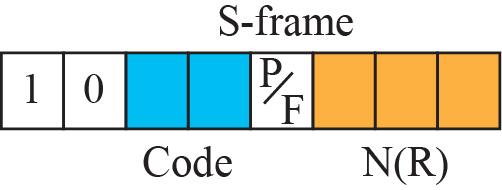 S-frame
1 0 P/F
Code N(R)